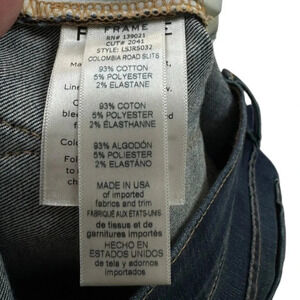 FRAME
RN# 139021
CUT# 2041
STYLE: LSJR5032
COLOMBIA ROAD SLITS
93% COTTON
5% POLYESTER
2% ELASTANE
93% COTON
5% POLYESTER
2% ÉLASTHANNE
93% ALGODÓN
5% POLIÉSTER
2% ELASTANO
MADE IN USA
of imported
fabrics and trim
FABRIQUÉ AUX ÉTATS-UNIS
de tissus et de
garnitures importés
HECHO EN
ESTADOS UNIDOS
de tela y adornos
importados